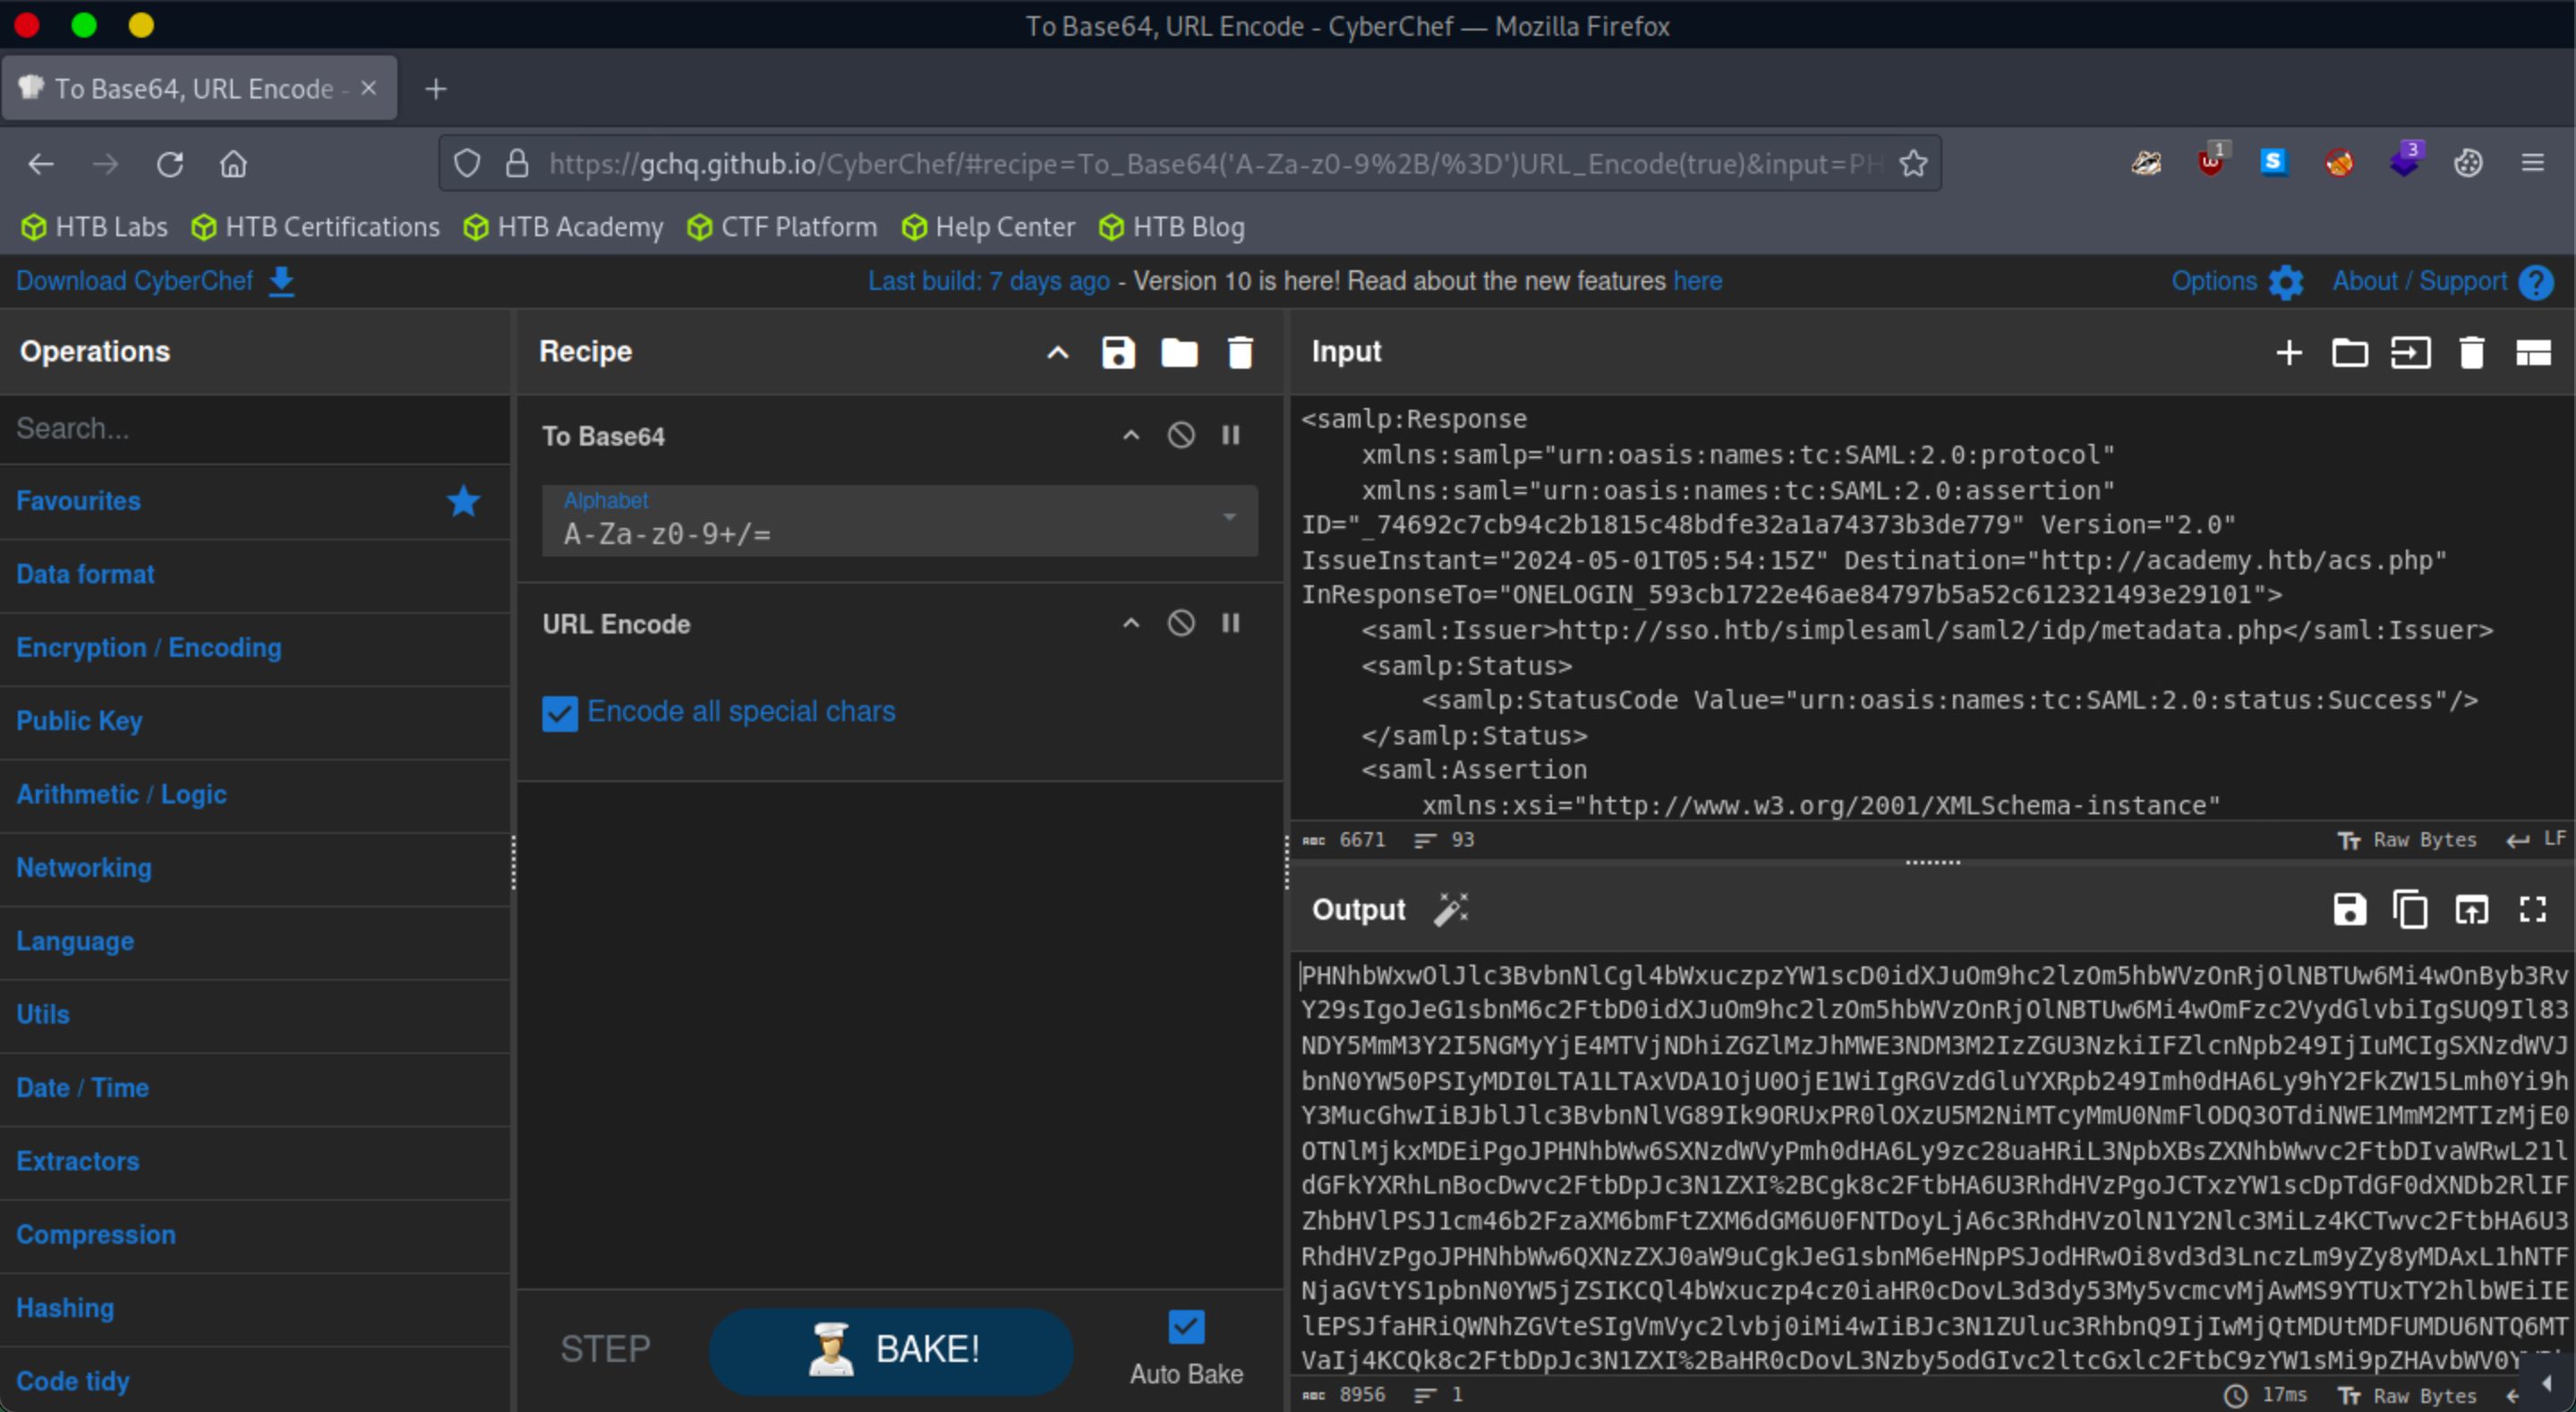 To Base64, URL Encode - CyberChef — Mozilla Firefox
To Base64, URL Encode -
https://gchq.github.io/CyberChef/#recipe=To_Base64('A-Za-z0-9%2B/%3D')URL_Encode(true)&input=PH
1
3
HTB Labs HTB Certifications HTB Academy CTF Platform Help Center HTB Blog
Download CyberChef
Last build: 7 days ago - Version 10 is here! Read about the new features here
Options About / Support
Operations
Search...
Favourites
Data format
Encryption / Encoding
Public Key
Arithmetic / Logic
Networking
Language
Utils
Date / Time
Extractors
Compression
Hashing
Code tidy
Recipe
To Base64
Alphabet
A-Za-z0-9+/=
URL Encode
Encode all special chars
STEP
BAKE!
Auto Bake
Input
<samlp:Response
xmlns:samlp="urn:oasis:names:tc:SAML:2.0:protocol"
xmlns:saml="urn:oasis:names:tc:SAML:2.0:assertion"
ID="_74692c7cb94c2b1815c48bdfe32a1a74373b3de779" Version="2.0"
IssueInstant="2024-05-01T05:54:15Z" Destination="http://academy.htb/acs.php"
InResponseTo="ONELOGIN_593cb1722e46ae84797b5a52c612321493e29101">
<saml:Issuer>http://sso.htb/simplesaml/saml2/idp/metadata.php</saml:Issuer>
<samlp:Status>
<samlp:StatusCode Value="urn:oasis:names:tc:SAML:2.0:status:Success"/>
</samlp:Status>
<saml:Assertion
xmlns:xsi="http://www.w3.org/2001/XMLSchema-instance"
ABC 6671 93 Raw Bytes LF
Output
PHNhbWxwOlJlc3BvbnNlCgl4bWxuczpzYW1scD0idXJuOm9hc2lzOm5hbWVzOnRjOlNBTUw6Mi4wOnByb3Rv
Y29sIgoJeG1sbnM6c2FtbD0idXJuOm9hc2lzOm5hbWVzOnRjOlNBTUw6Mi4wOmFzc2VydGlvbiIgSUQ9Il83
NDY5MmM3Y2I5NGMyYjE4MTVjNDhiZGZlMzJhMWE3NDM3M2IzZGU3NzkiIFZlcnNpb249IjIuMCIgSXNzdWVJ
bnN0YW50PSIyMDI0LTA1LTAxVDA1OjU0OjE1WiIgRGVzdGluYXRpb249Imh0dHA6Ly9hY2FkZW15Lmh0Yi9h
Y3MucGhwIiBJblJlc3BvbnNlVG89Ik9ORUxPR0lOXzU5M2NiMTcyMmU0NmFlODQ3OTdiNWE1MmM2MTIzMjE0
OTNlMjkxMDEiPgoJPHNhbWw6SXNzdWVyPmh0dHA6Ly9zc28uaHRiL3NpbXBsZXNhbWwvc2FtbDIvaWRwL21l
dGFkYXRhLnBocDwvc2FtbDpJc3N1ZXI%2BCgk8c2FtbHA6U3RhdHVzPgoJCTxzYW1scDpTdGF0dXNDb2RlIF
ZhbHVlPSJ1cm46b2FzaXM6bmFtZXM6dGM6U0FNTDoyLjA6c3RhdHVzOlN1Y2Nlc3MiLz4KCTwvc2FtbHA6U3
RhdHVzPgoJPHNhbWw6QXNzZXJ0aW9uCgkJeG1sbnM6eHNpPSJodHRwOi8vd3d3LnczLm9yZy8yMDAxL1hNTF
NjaGVtYS1pbnN0YW5jZSIKCQl4bWxuczp4cz0iaHR0cDovL3d3dy53My5vcmcvMjAwMS9YTUxTY2hlbWEiIE
lEPSJfaHRiQWNhZGVteSIgVmVyc2lvbj0iMi4wIiBJc3N1ZUluc3RhbnQ9IjIwMjQtMDUtMDFUMDU6NTQ6MT
VaIj4KCQk8c2FtbDpJc3N1ZXI%2BaHR0cDovL3Nzby5odGIvc2ltcGxlc2FtbC9zYW1sMi9pZHAvbWV0Y
ABC 8956 1 17ms Raw Bytes